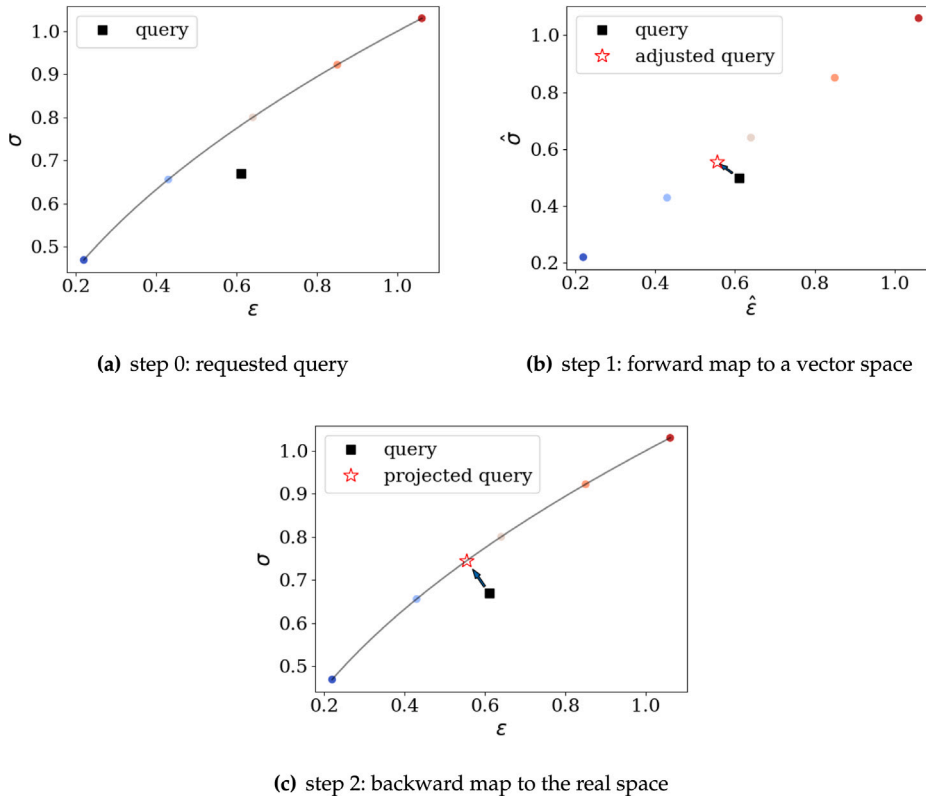 query
1.0
0.9
0.8
0.7
0.6
0.5
σ
0.2 0.4 0.6 0.8 1.0
ε
(a) step 0: requested query
query
adjusted query
1.0
0.8
0.6
0.4
0.2
σ̂
0.2 0.4 0.6 0.8 1.0
ε̂
(b) step 1: forward map to a vector space
query
projected query
1.0
0.9
0.8
0.7
0.6
0.5
σ
0.2 0.4 0.6 0.8 1.0
ε
(c) step 2: backward map to the real space